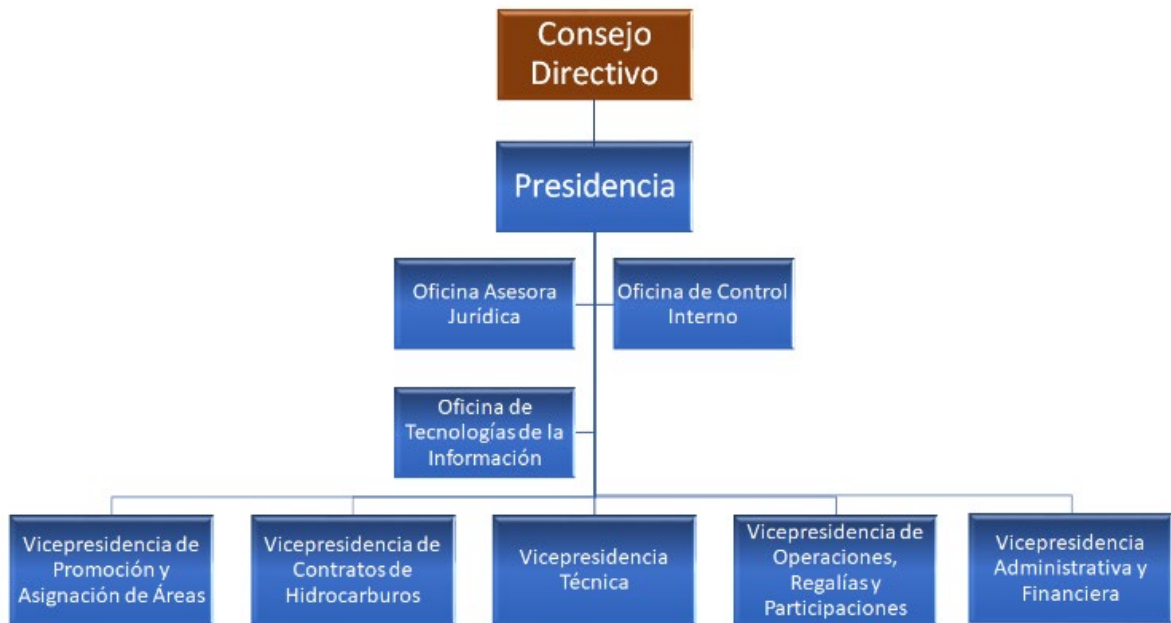 Consejo
Directivo
Presidencia
Oficina Asesora
Jurídica
Oficina de Control
Interno
Oficina de
Tecnologías de la
Información
Vicepresidencia de
Promoción y
Asignación de Áreas
Vicepresidencia de
Contratos de
Hidrocarburos
Vicepresidencia
Técnica
Vicepresidencia de
Operaciones,
Regalías y
Participaciones
Vicepresidencia
Administrativa y
Financiera